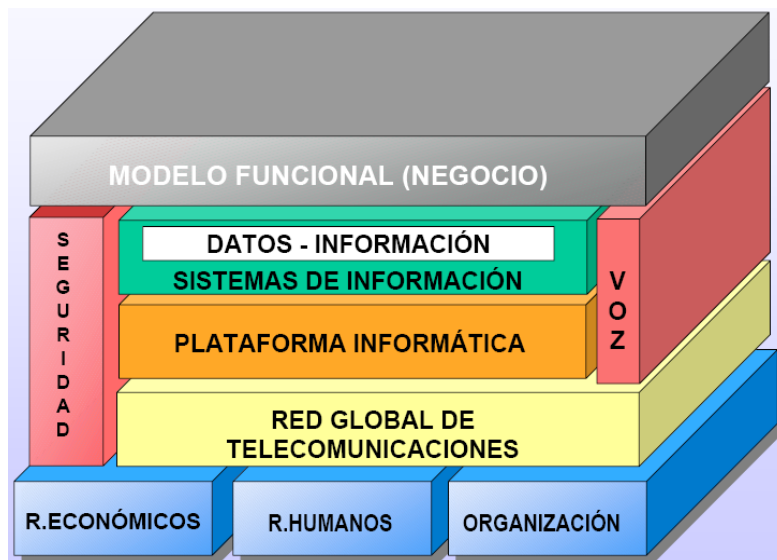 MODELO FUNCIONAL (NEGOCIO)
SEGURIDAD
DATOS - INFORMACIÓN
SISTEMAS DE INFORMACIÓN
VOZ
PLATAFORMA INFORMÁTICA
RED GLOBAL DE
TELECOMUNICACIONES
R.ECONÓMICOS
R.HUMANOS
ORGANIZACIÓN